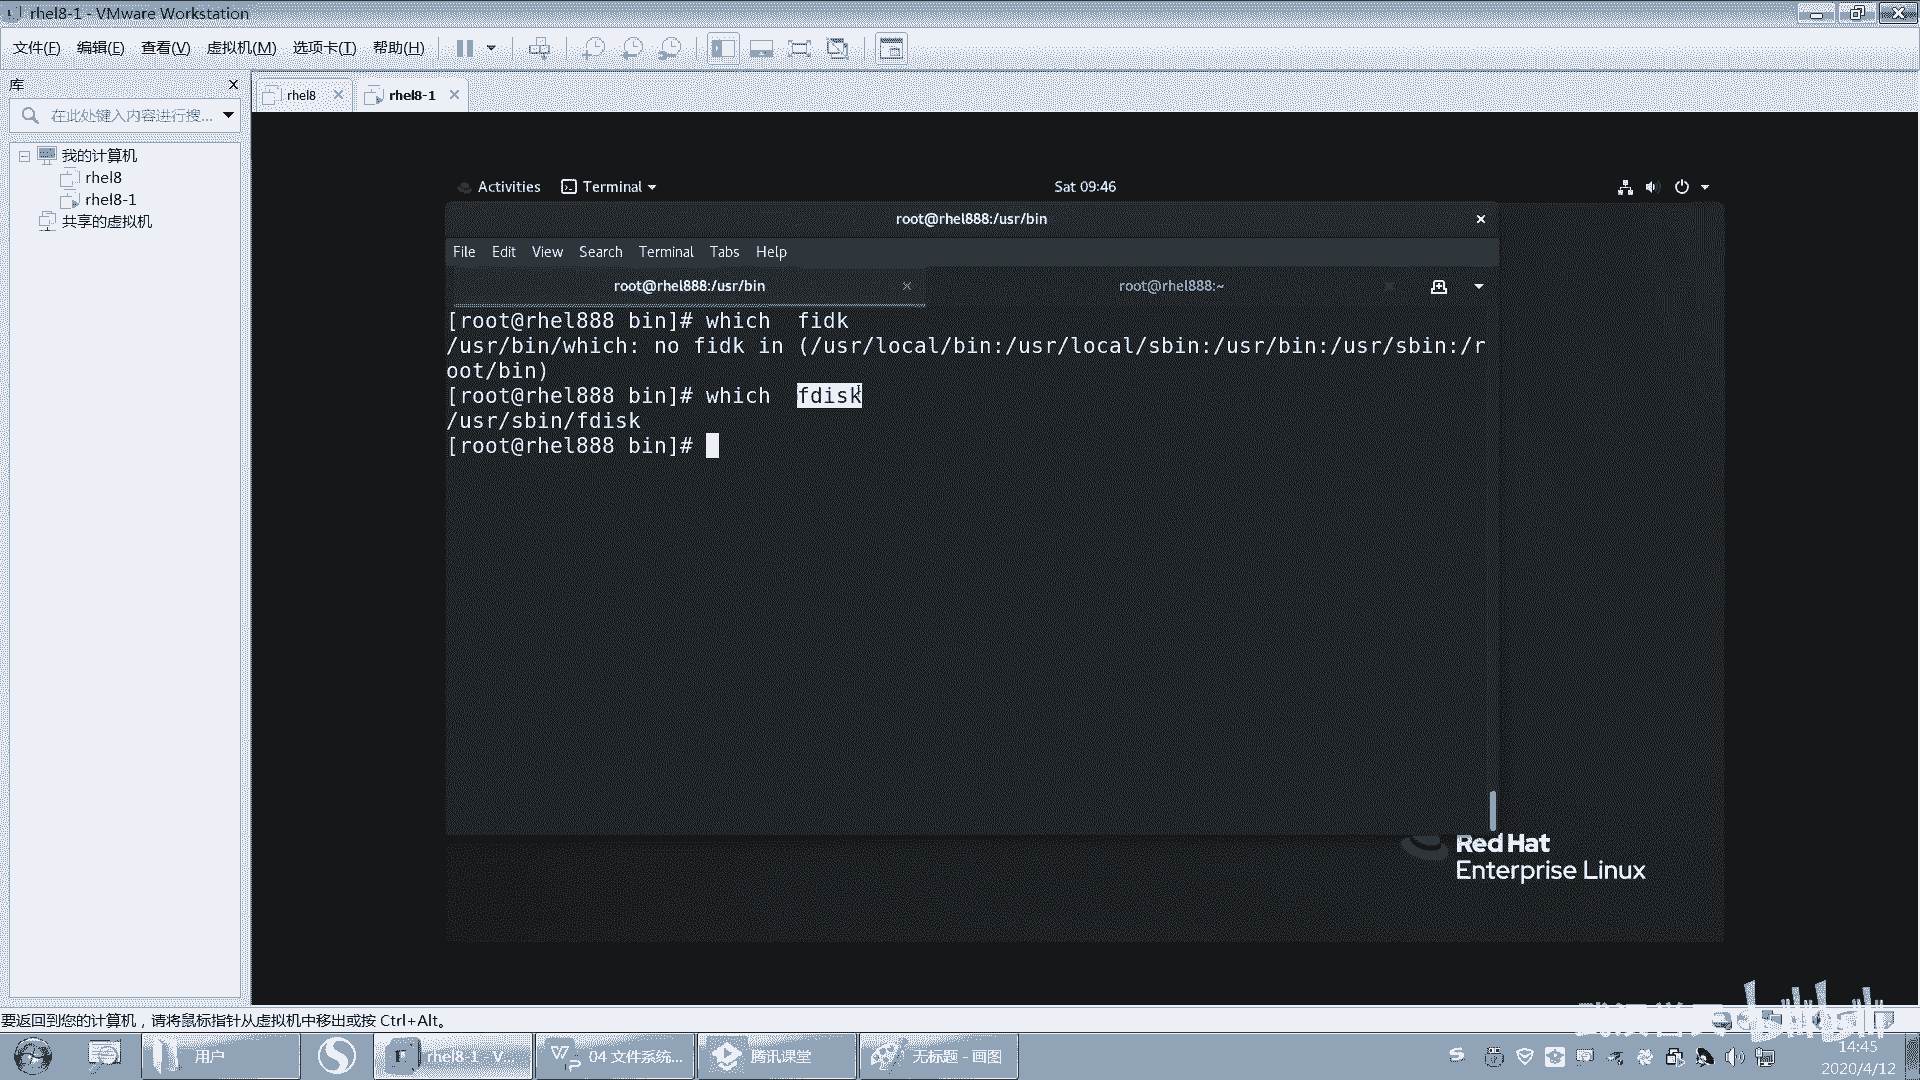 rhel8-1 - VMware Workstation
文件(F) 编辑(E) 查看(V) 虚拟机(M) 选项卡(T) 帮助(H)
库
在此处键入内容进行搜...
我的计算机
rhel8
rhel8-1
共享的虚拟机
rhel8 rhel8-1
Activities Terminal Sat 09:46
root@rhel888:/usr/bin
File Edit View Search Terminal Tabs Help
root@rhel888:/usr/bin root@rhel888:~
[root@rhel888 bin]# which  fidk
/usr/bin/which: no fidk in (/usr/local/bin:/usr/local/sbin:/usr/bin:/usr/sbin:/r
oot/bin)
[root@rhel888 bin]# which  fdisk
/usr/sbin/fdisk
[root@rhel888 bin]#
Red Hat
Enterprise Linux
要返回到您的计算机，请将鼠标指针从虚拟机中移出或按 Ctrl+Alt。
用户 rhel8-1 - V... 04 文件系统... 腾讯课堂 无标题 - 画图
14:45
2020/4/12